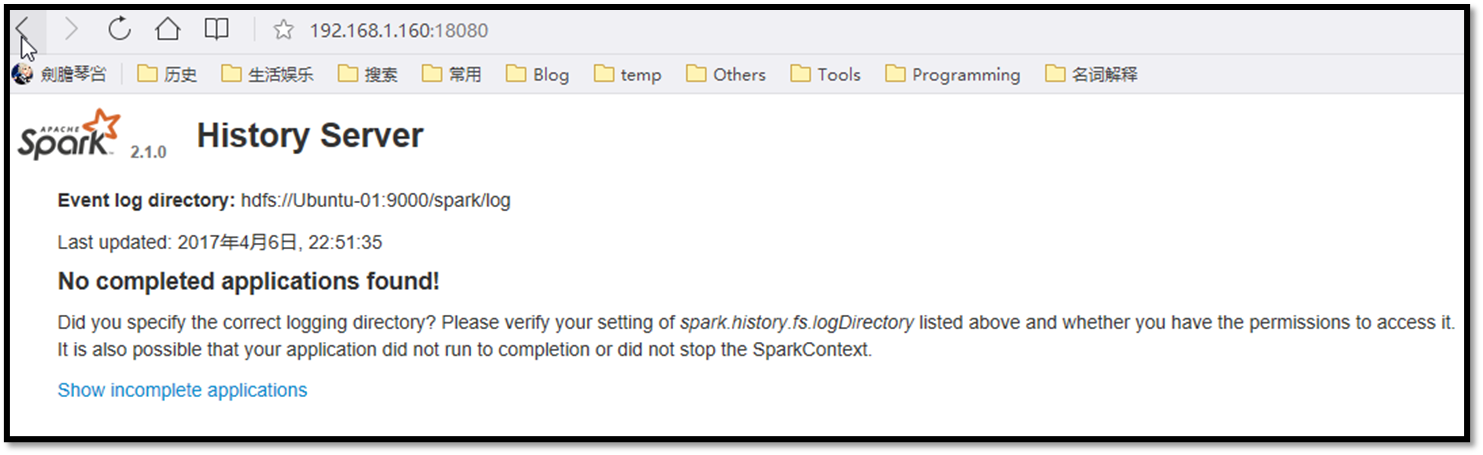 192.168.1.160:18080
劍膽琴宮 历史 生活娱乐 搜索 常用 Blog temp Others Tools Programming 名词解释
APACHE Spark 2.1.0 History Server
Event log directory: hdfs://Ubuntu-01:9000/spark/log
Last updated: 2017年4月6日, 22:51:35
No completed applications found!
Did you specify the correct logging directory? Please verify your setting of spark.history.fs.logDirectory listed above and whether you have the permissions to access it.
It is also possible that your application did not run to completion or did not stop the SparkContext.
Show incomplete applications